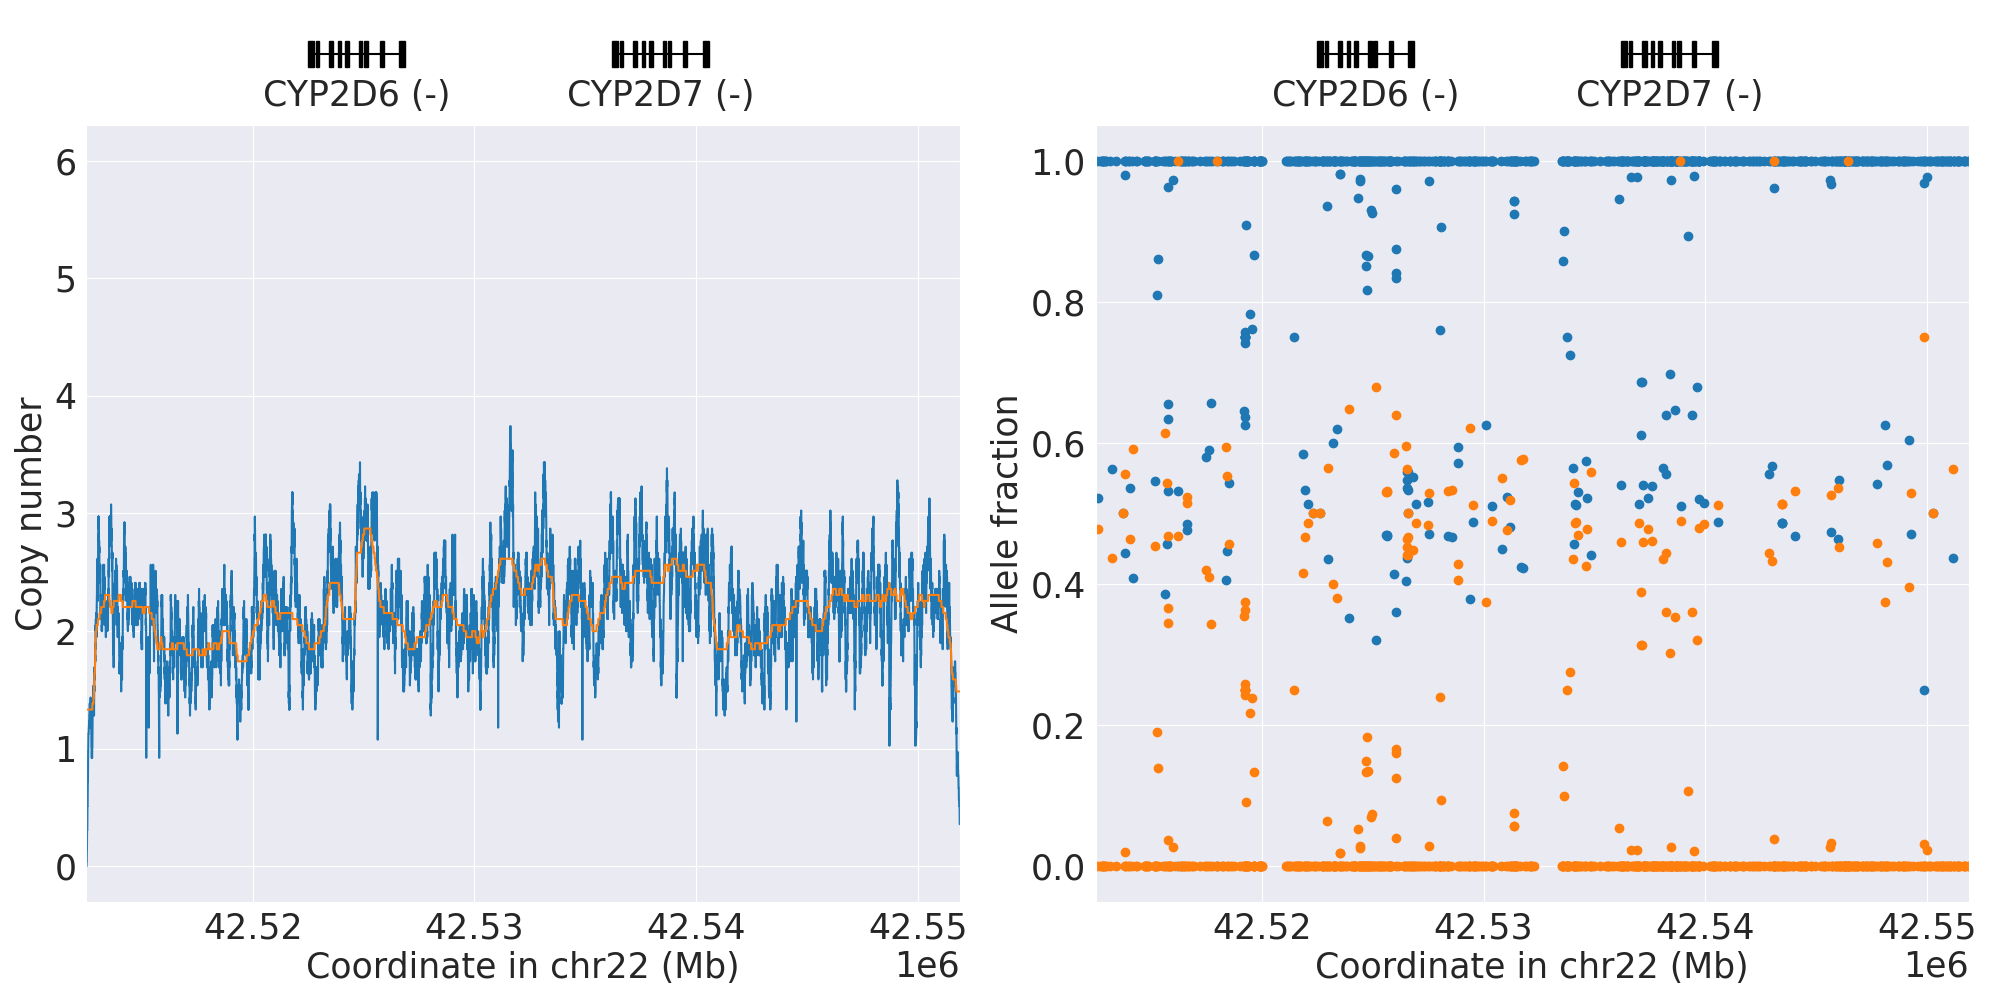 CYP2D6 (-) CYP2D7 (-)
6
5
4
3
2
1
0
Copy number
42.52 42.53 42.54 42.55
Coordinate in chr22 (Mb) 1e6
CYP2D6 (-) CYP2D7 (-)
1.0
0.8
0.6
0.4
0.2
0.0
Allele fraction
42.52 42.53 42.54 42.55
Coordinate in chr22 (Mb) 1e6